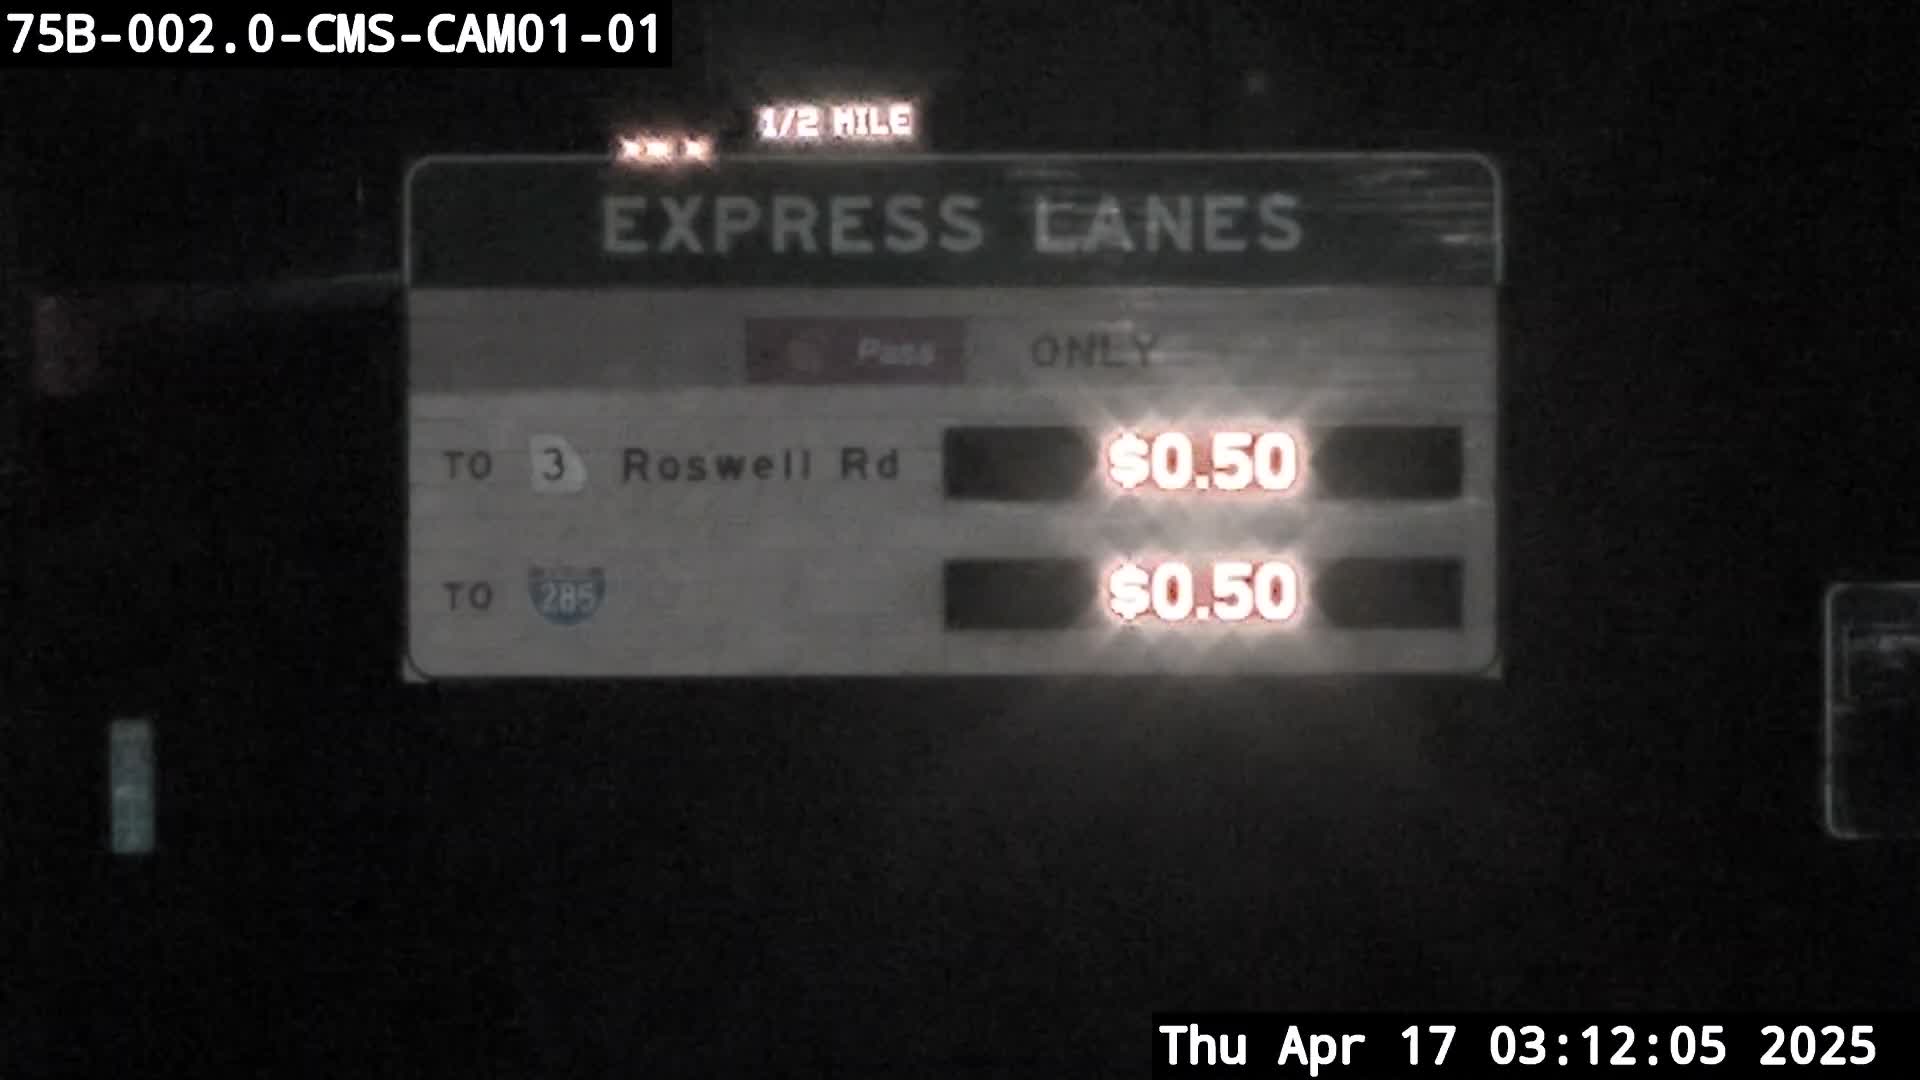 75B-002.0-CMS-CAM01-01
1/2 MILE
EXPRESS LANES
Pass ONLY
TO 3 Roswell Rd $0.50
TO 285 $0.50
Thu Apr 17 03:12:05 2025